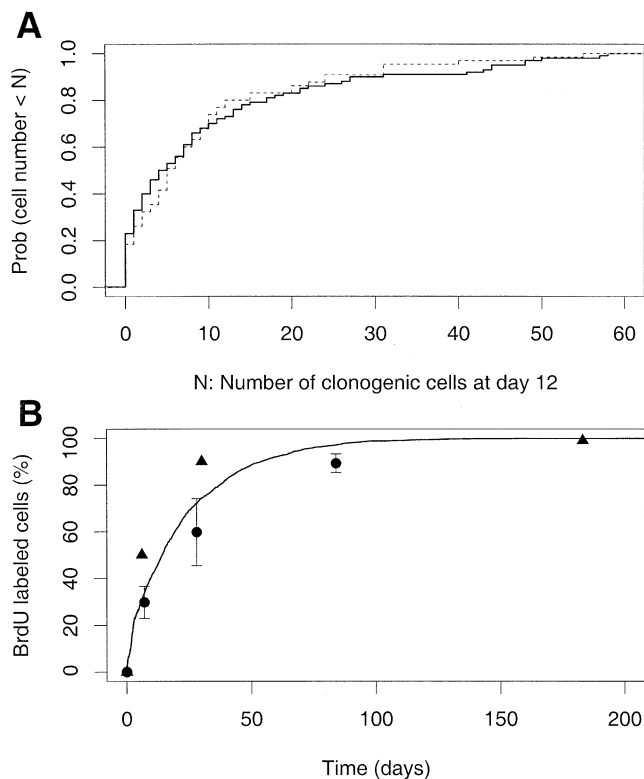 A
Prob (cell number < N)
1.0
0.8
0.6
0.4
0.2
0.0
0 10 20 30 40 50 60
N: Number of clonogenic cells at day 12
B
BrdU labeled cells (%)
100
80
60
40
20
0
0 50 100 150 200
Time (days)